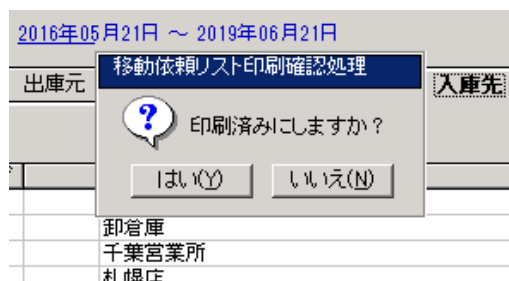 2016年05月21日 ～ 2019年06月21日
移動依頼リスト印刷確認処理
出庫元
入庫先
印刷済みにしますか？
はい(Y)
いいえ(N)
卸倉庫
千葉営業所
札幌店